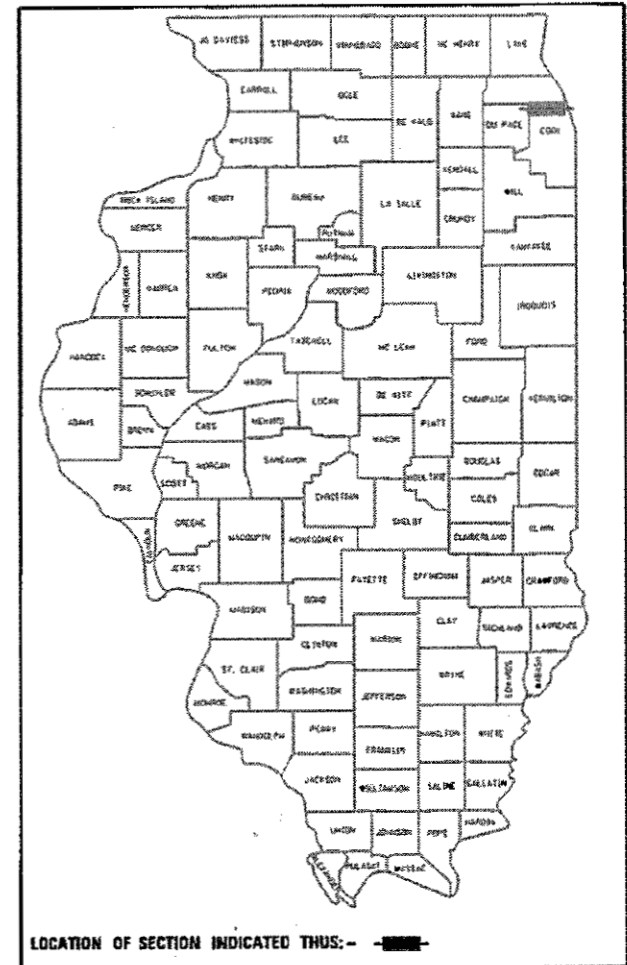 JO DAVIESS STEPHENSON WINNEBAGO BOONE MC HENRY LAKE
CARROLL OGLE
DE KALB KANE DU PAGE COOK
WHITESIDE LEE
KENDALL WILL
ROCK ISLAND HENRY BUREAU LA SALLE GRUNDY
MERCER PUTNAM KANKAKEE
STARK MARSHALL LIVINGSTON
HENDERSON WARREN KNOX PEORIA WOODFORD IROQUOIS
HANCOCK MC DONOUGH FULTON TAZEWELL MC LEAN FORD
MASON
SCHUYLER LOGAN DE WITT CHAMPAIGN VERMILION
ADAMS BROWN CASS MENARD PIATT
MACON
MORGAN SANGAMON DOUGLAS EDGAR
PIKE SCOTT CHRISTIAN MOULTRIE
COLES
GREENE SHELBY CLARK
CALHOUN MACOUPIN MONTGOMERY CUMBERLAND
JERSEY FAYETTE EFFINGHAM JASPER CRAWFORD
MADISON BOND
CLAY RICHLAND LAWRENCE
CLINTON MARION
ST. CLAIR WAYNE EDWARDS WABASH
WASHINGTON JEFFERSON
MONROE
RANDOLPH PERRY HAMILTON WHITE
FRANKLIN
JACKSON WILLIAMSON SALINE GALLATIN
UNION JOHNSON POPE HARDIN
ALEXANDER PULASKI MASSAC
LOCATION OF SECTION INDICATED THUS:-